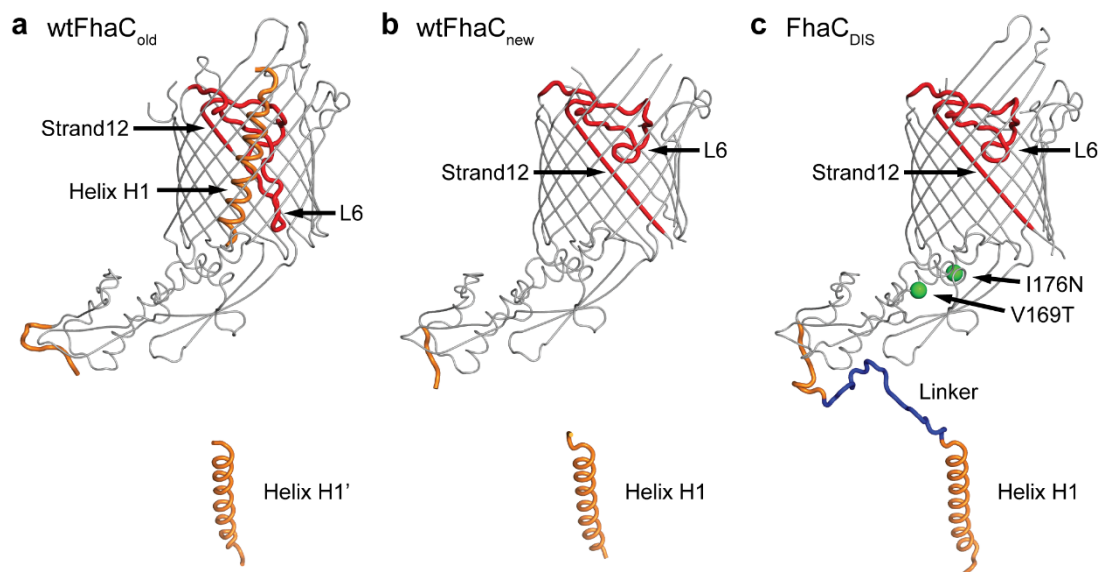 a wtFhaCold
Strand12
Helix H1
L6
Helix H1’
b wtFhaCnew
L6
Strand12
Helix H1
c FhaCDIS
L6
Strand12
I176N
V169T
Linker
Helix H1